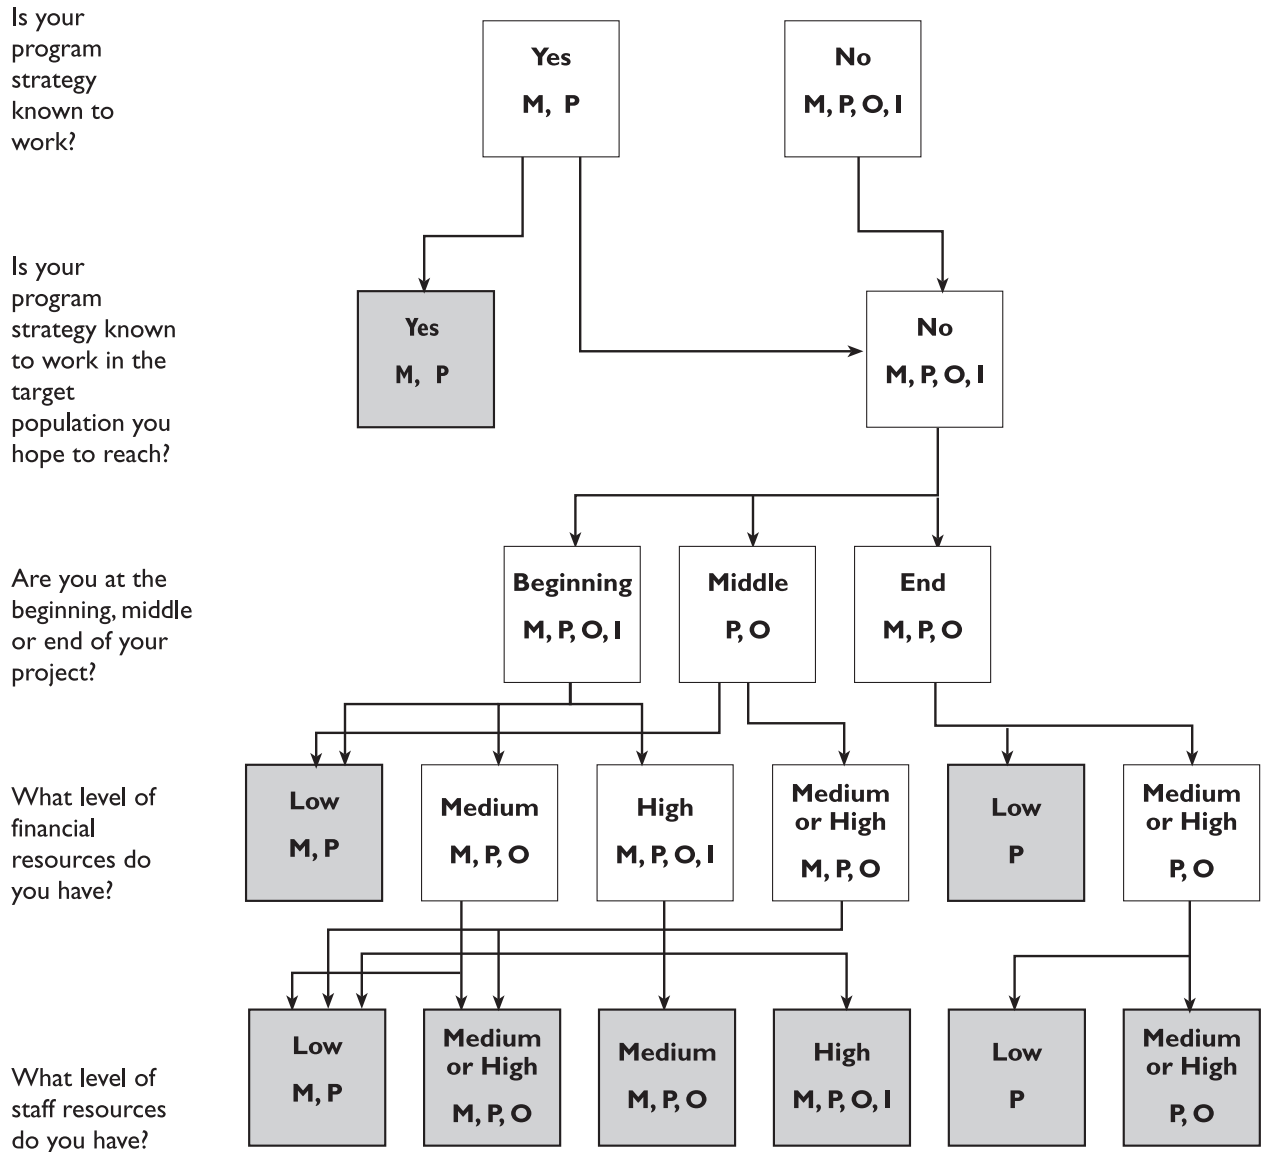 Is your
program
strategy
known to
work?
Yes
M, P
No
M, P, O, I
Is your
program
strategy known
to work in the
target
population you
hope to reach?
Yes
M, P
No
M, P, O, I
Are you at the
beginning, middle
or end of your
project?
Beginning
M, P, O, I
Middle
P, O
End
M, P, O
What level of
financial
resources do
you have?
Low
M, P
Medium
M, P, O
High
M, P, O, I
Medium
or High
M, P, O
Low
P
Medium
or High
P, O
What level of
staff resources
do you have?
Low
M, P
Medium
or High
M, P, O
Medium
M, P, O
High
M, P, O, I
Low
P
Medium
or High
P, O